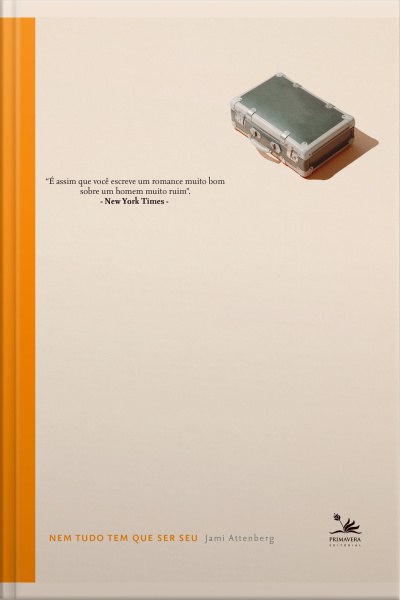 “É assim que você escreve um romance muito bom
sobre um homem muito ruim”.
- New York Times -
NEM TUDO TEM QUE SER SEU Jami Attenberg
PRIMAVERA
EDITORIAL